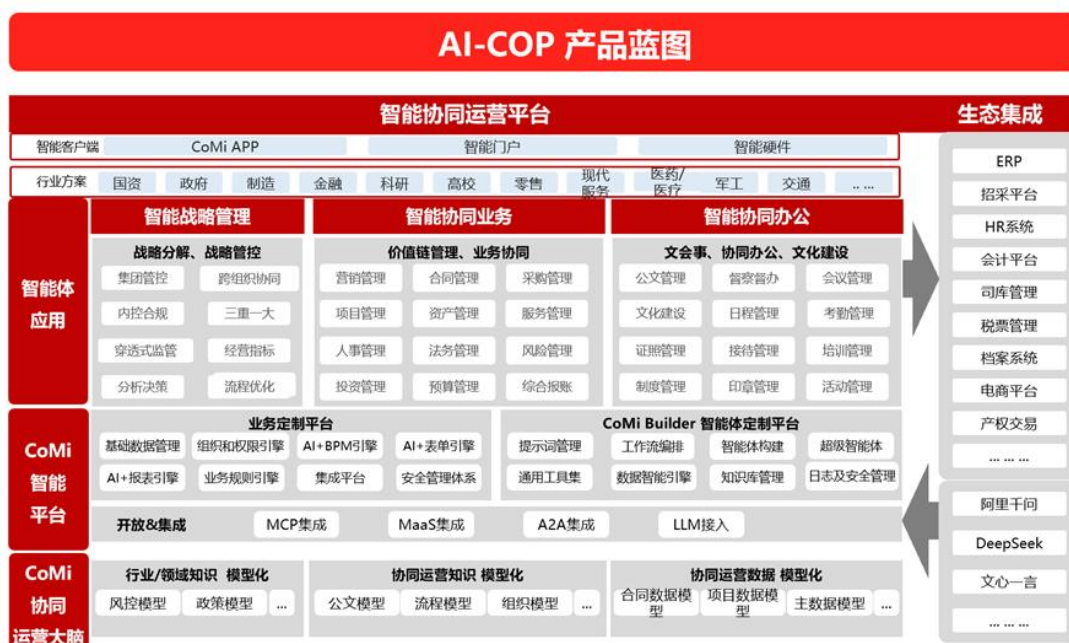 AI-COP 产品蓝图
智能协同运营平台
生态集成
智能客户端 CoMi APP 智能门户 智能硬件
行业方案 国资 政府 制造 金融 科研 高校 零售 现代服务 医药/医疗 军工 交通 .. ...
智能体应用
智能战略管理
战略分解、战略管控
集团管控 跨组织协同
内控合规 三重一大
穿透式监管 经营指标
分析决策 流程优化
智能协同业务
价值链管理、业务协同
营销管理 合同管理 采购管理
项目管理 资产管理 服务管理
人事管理 法务管理 风险管理
投资管理 预算管理 综合报账
智能协同办公
文会事、协同办公、文化建设
公文管理 督察督办 会议管理
文化建设 日程管理 考勤管理
证照管理 接待管理 培训管理
制度管理 印章管理 活动管理
CoMi
智能
平台
业务定制平台
基础数据管理 组织和权限引擎 AI+BPM引擎 AI+表单引擎
AI+报表引擎 业务规则引擎 集成平台 安全管理体系
CoMi Builder 智能体定制平台
提示词管理 工作流编排 智能体构建 超级智能体
通用工具集 数据智能引擎 知识库管理 日志及安全管理
开放&集成 MCP集成 MaaS集成 A2A集成 LLM接入
CoMi
协同
运营大脑
行业/领域知识 模型化
风控模型 政策模型 ...
协同运营知识 模型化
公文模型 流程模型 组织模型 ...
协同运营数据 模型化
合同数据模型 项目数据模型 主数据模型 ...
ERP
招采平台
HR系统
会计平台
司库管理
税票管理
档案系统
电商平台
产权交易
... ... ...
阿里千问
DeepSeek
文心一言
... ... ...